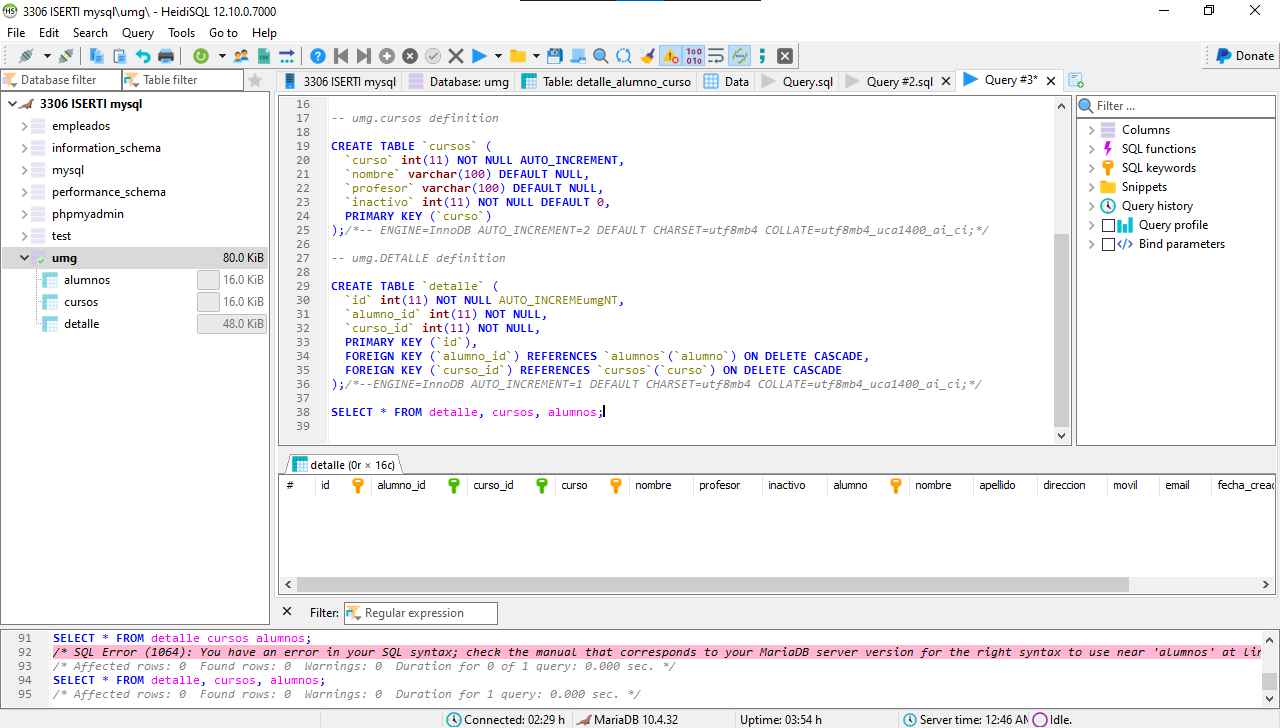 3306 ISERTI mysql\umg\ - HeidiSQL 12.10.0.7000
File Edit Search Query Tools Go to Help
Donate
Database filter Table filter
3306 ISERTI mysql Database: umg Table: detalle_alumno_curso Data Query.sql Query #2.sql Query #3*
3306 ISERTI mysql
empleados
information_schema
mysql
performance_schema
phpmyadmin
test
umg 80.0 KiB
alumnos 16.0 KiB
cursos 16.0 KiB
detalle 48.0 KiB
16
17 -- umg.cursos definition
18
19 CREATE TABLE `cursos` (
20 `curso` int(11) NOT NULL AUTO_INCREMENT,
21 `nombre` varchar(100) DEFAULT NULL,
22 `profesor` varchar(100) DEFAULT NULL,
23 `inactivo` int(11) NOT NULL DEFAULT 0,
24 PRIMARY KEY (`curso`)
25 );/*-- ENGINE=InnoDB AUTO_INCREMENT=2 DEFAULT CHARSET=utf8mb4 COLLATE=utf8mb4_uca1400_ai_ci;*/
26
27 -- umg.DETALLE definition
28
29 CREATE TABLE `detalle` (
30 `id` int(11) NOT NULL AUTO_INCREMEumgNT,
31 `alumno_id` int(11) NOT NULL,
32 `curso_id` int(11) NOT NULL,
33 PRIMARY KEY (`id`),
34 FOREIGN KEY (`alumno_id`) REFERENCES `alumnos`(`alumno`) ON DELETE CASCADE,
35 FOREIGN KEY (`curso_id`) REFERENCES `cursos`(`curso`) ON DELETE CASCADE
36 );/*--ENGINE=InnoDB AUTO_INCREMENT=1 DEFAULT CHARSET=utf8mb4 COLLATE=utf8mb4_uca1400_ai_ci;*/
37
38 SELECT * FROM detalle, cursos, alumnos;
39
Filter ...
Columns
SQL functions
SQL keywords
Snippets
Query history
Query profile
Bind parameters
detalle (0r × 16c)
# id alumno_id curso_id curso nombre profesor inactivo alumno nombre apellido direccion movil email fecha_creac
Filter: Regular expression
91 SELECT * FROM detalle cursos alumnos;
92 /* SQL Error (1064): You have an error in your SQL syntax; check the manual that corresponds to your MariaDB server version for the right syntax to use near 'alumnos' at lin
93 /* Affected rows: 0 Found rows: 0 Warnings: 0 Duration for 0 of 1 query: 0.000 sec. */
94 SELECT * FROM detalle, cursos, alumnos;
95 /* Affected rows: 0 Found rows: 0 Warnings: 0 Duration for 1 query: 0.000 sec. */
Connected: 02:29 h MariaDB 10.4.32 Uptime: 03:54 h Server time: 12:46 AM Idle.